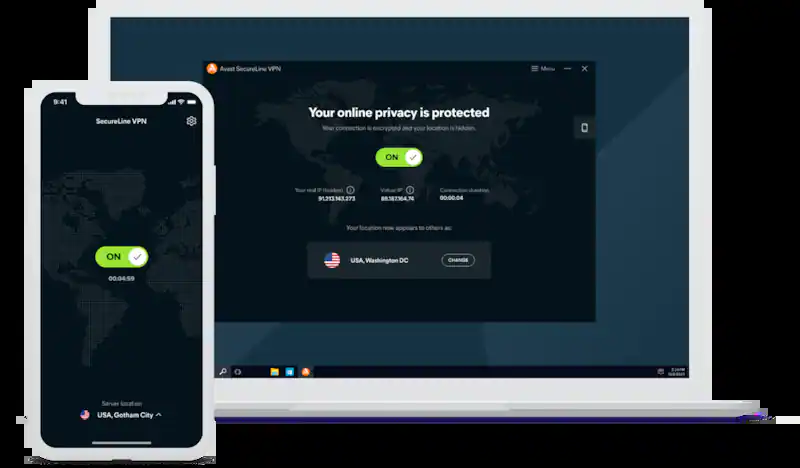 9:41
SecureLine VPN
ON
00:04:59
Server location
USA, Gotham City
Avast SecureLine VPN
Menu
Your online privacy is protected
Your connection is encrypted and your location is hidden.
ON
Your real IP (hidden)
91.213.143.273
Virtual IP
89.187.164.74
Connection duration
00:00:04
Your location now appears to others as:
USA, Washington DC
CHANGE